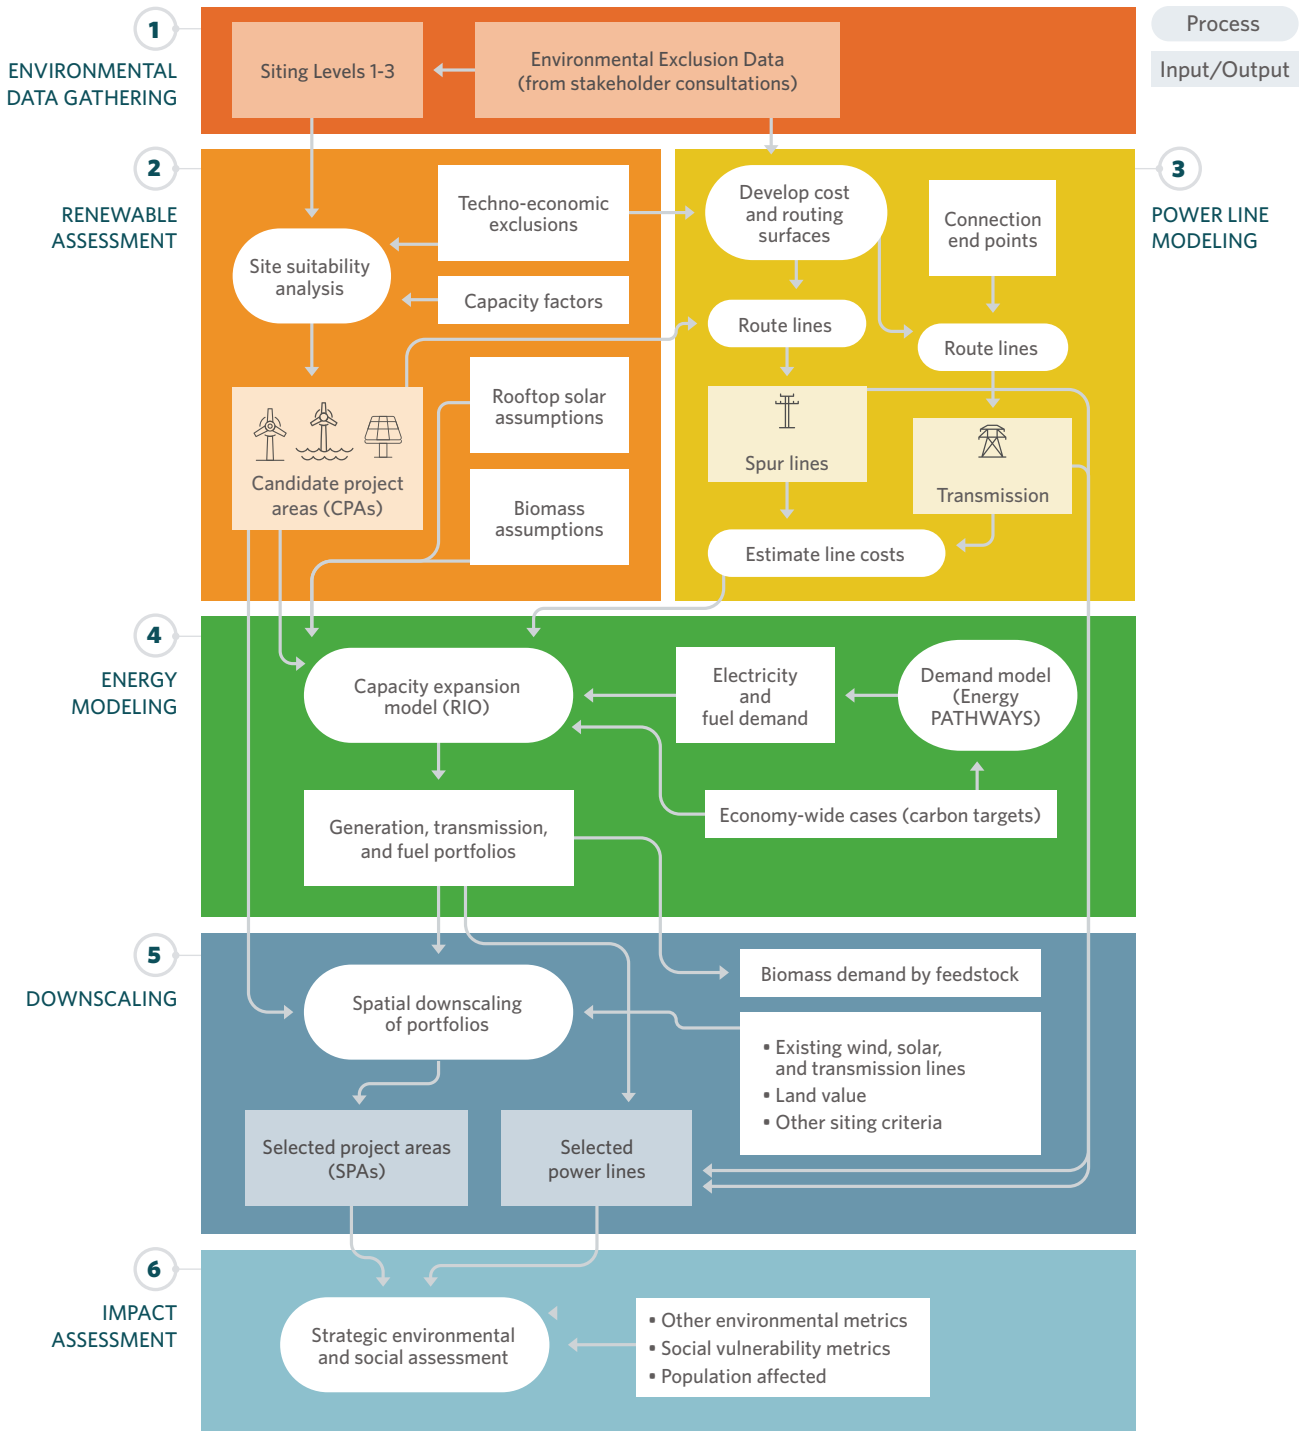 1
ENVIRONMENTAL
DATA GATHERING
Siting Levels 1-3
Environmental Exclusion Data
(from stakeholder consultations)
Process
Input/Output
2
RENEWABLE
ASSESSMENT
Techno-economic
exclusions
Site suitability
analysis
Capacity factors
Rooftop solar
assumptions
Candidate project
areas (CPAs)
Biomass
assumptions
3
POWER LINE
MODELING
Develop cost
and routing
surfaces
Connection
end points
Route lines
Route lines
Spur lines
Transmission
Estimate line costs
4
ENERGY
MODELING
Capacity expansion
model (RIO)
Electricity
and
fuel demand
Demand model
(Energy
PATHWAYS)
Economy-wide cases (carbon targets)
Generation, transmission,
and fuel portfolios
5
DOWNSCALING
Spatial downscaling
of portfolios
Biomass demand by feedstock
• Existing wind, solar,
and transmission lines
• Land value
• Other siting criteria
Selected project areas
(SPAs)
Selected
power lines
6
IMPACT
ASSESSMENT
Strategic environmental
and social assessment
• Other environmental metrics
• Social vulnerability metrics
• Population affected